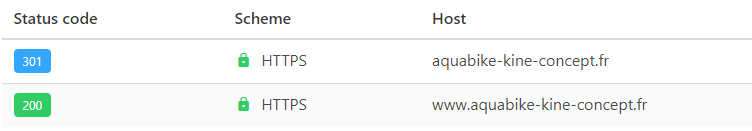 Status code Scheme Host
301 HTTPS aquabike-kine-concept.fr
200 HTTPS www.aquabike-kine-concept.fr